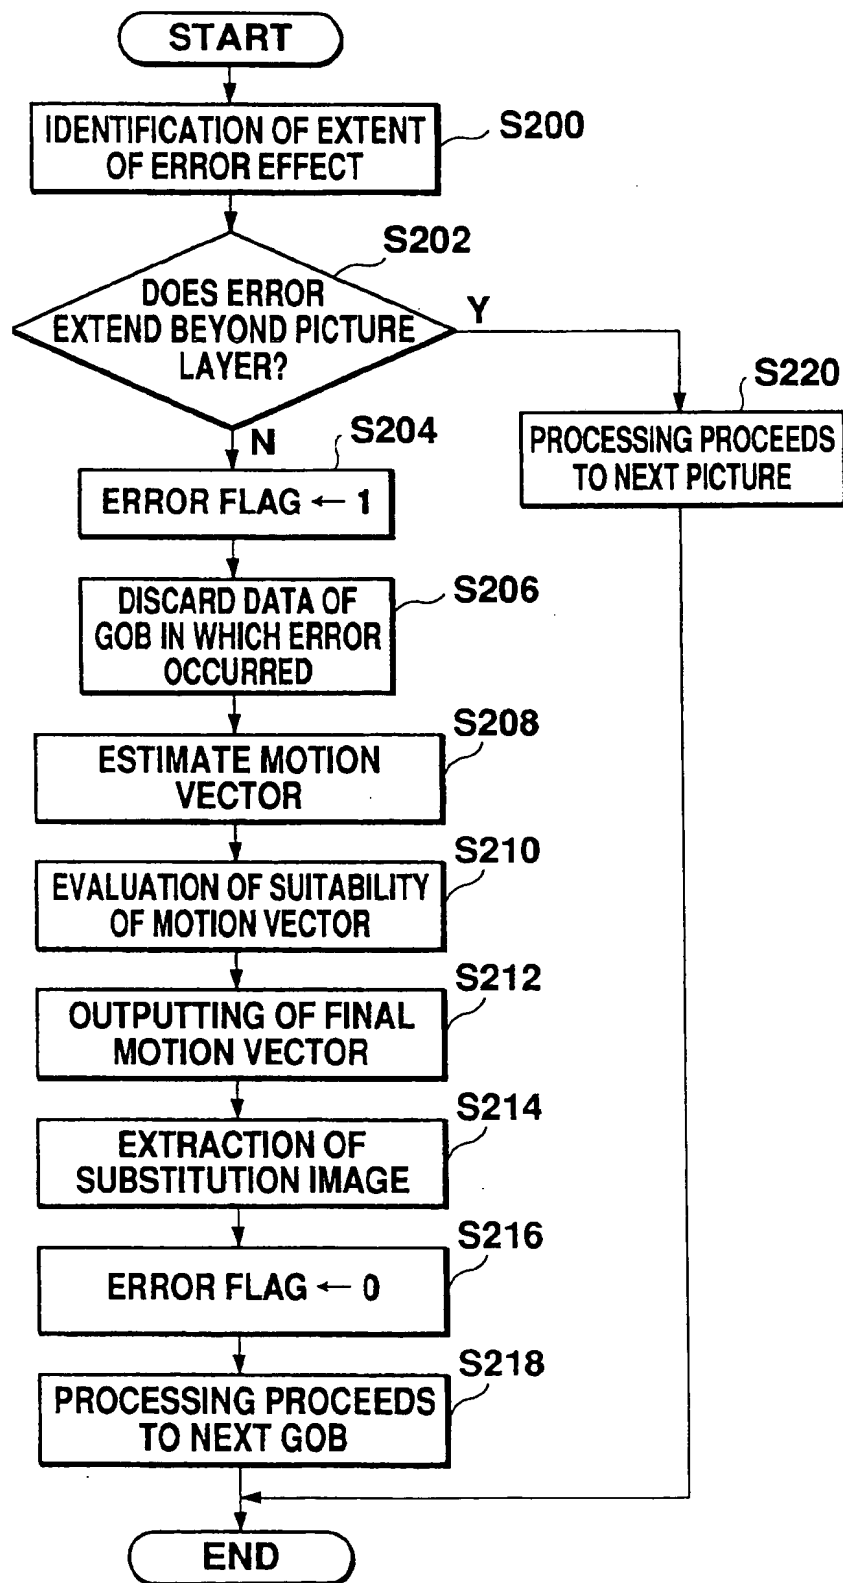 START
IDENTIFICATION OF EXTENT
OF ERROR EFFECT
S200
S202
DOES ERROR
EXTEND BEYOND PICTURE
LAYER?
Y
N
S220
PROCESSING PROCEEDS
TO NEXT PICTURE
S204
ERROR FLAG ← 1
S206
DISCARD DATA OF
GOB IN WHICH ERROR
OCCURRED
S208
ESTIMATE MOTION
VECTOR
S210
EVALUATION OF SUITABILITY
OF MOTION VECTOR
S212
OUTPUTTING OF FINAL
MOTION VECTOR
S214
EXTRACTION OF
SUBSTITUTION IMAGE
S216
ERROR FLAG ← 0
S218
PROCESSING PROCEEDS
TO NEXT GOB
END